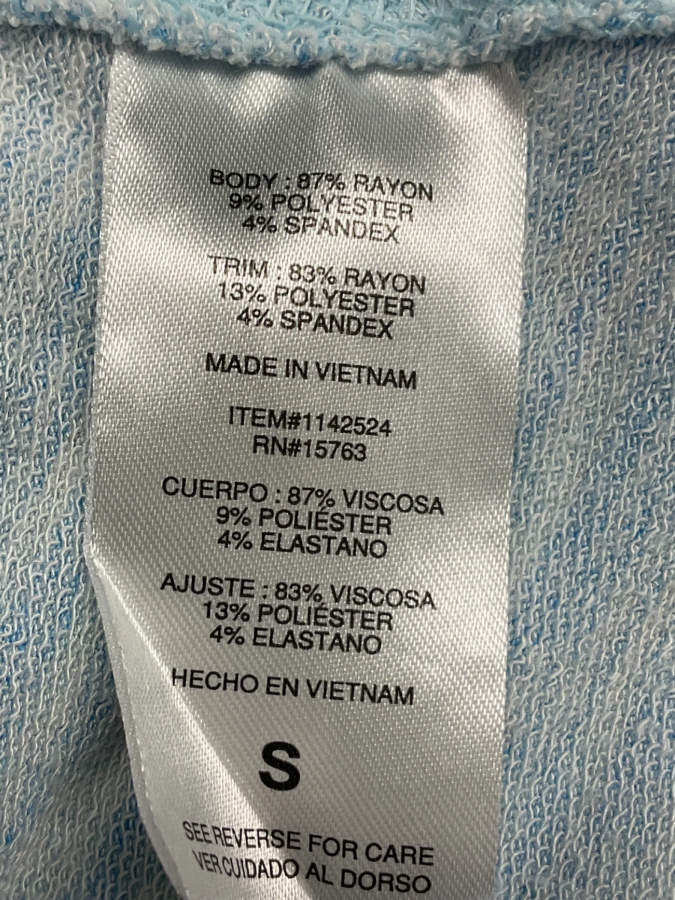 BODY : 87% RAYON
9% POLYESTER
4% SPANDEX
TRIM : 83% RAYON
13% POLYESTER
4% SPANDEX
MADE IN VIETNAM
ITEM#1142524
RN#15763
CUERPO : 87% VISCOSA
9% POLIÉSTER
4% ELASTANO
AJUSTE : 83% VISCOSA
13% POLIÉSTER
4% ELASTANO
HECHO EN VIETNAM
S
SEE REVERSE FOR CARE
VER CUIDADO AL DORSO